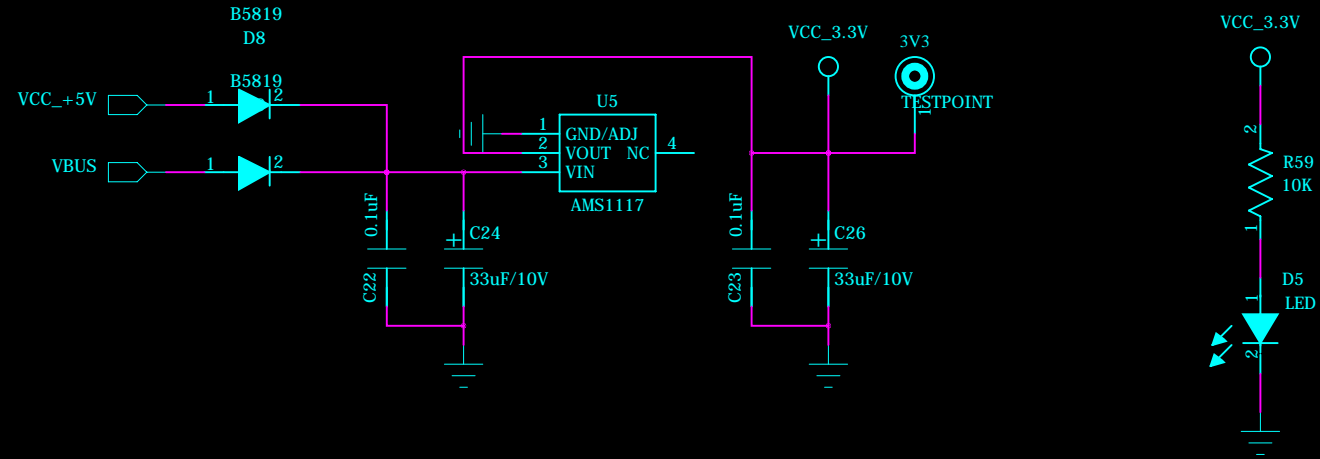 B5819
D8
B5819
VCC_+5V
1
2
VBUS
1
2
U5
1
GND/ADJ
2
VOUT
NC
4
3
VIN
AMS1117
0.1uF
C22
C24
33uF/10V
VCC_3.3V
3V3
TESTPOINT
1
0.1uF
C23
C26
33uF/10V
VCC_3.3V
2
R59
10K
1
D5
1
LED
2